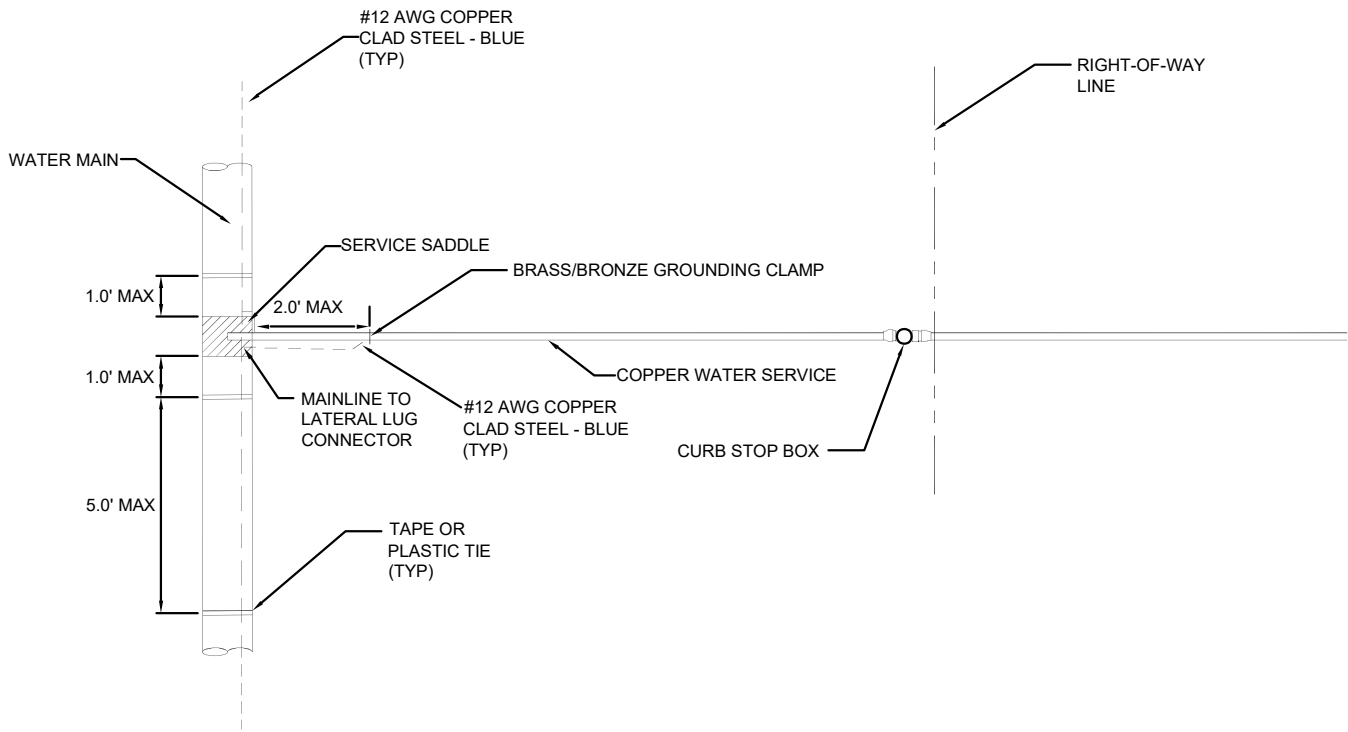 #12 AWG COPPER
CLAD STEEL - BLUE
(TYP)
RIGHT-OF-WAY
LINE
WATER MAIN
SERVICE SADDLE
BRASS/BRONZE GROUNDING CLAMP
1.0' MAX
2.0' MAX
1.0' MAX
COPPER WATER SERVICE
MAINLINE TO
LATERAL LUG
CONNECTOR
#12 AWG COPPER
CLAD STEEL - BLUE
(TYP)
CURB STOP BOX
5.0' MAX
TAPE OR
PLASTIC TIE
(TYP)